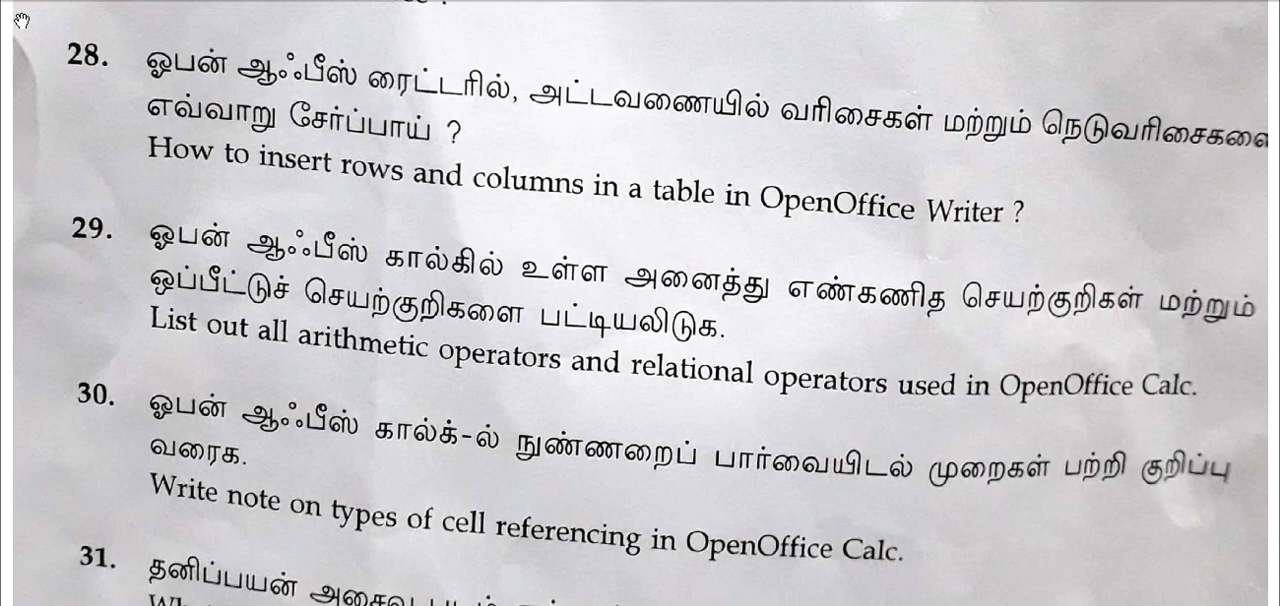 28. ஓபன் ஆஃபீஸ் ரைட்டரில், அட்டவணையில் வரிசைகள் மற்றும் நெடுவரிசைகளை
எவ்வாறு சேர்ப்பாய் ?
How to insert rows and columns in a table in OpenOffice Writer ?
29. ஓபன் ஆஃபீஸ் கால்கில் உள்ள அனைத்து எண்கணித செயற்குறிகள் மற்றும்
ஒப்பீட்டுச் செயற்குறிகளை பட்டியலிடுக.
List out all arithmetic operators and relational operators used in OpenOffice Calc.
30. ஓபன் ஆஃபீஸ் கால்க்-ல் நுண்ணறைப் பார்வையிடல் முறைகள் பற்றி குறிப்பு
வரைக.
Write note on types of cell referencing in OpenOffice Calc.
31. தனிப்பயன்